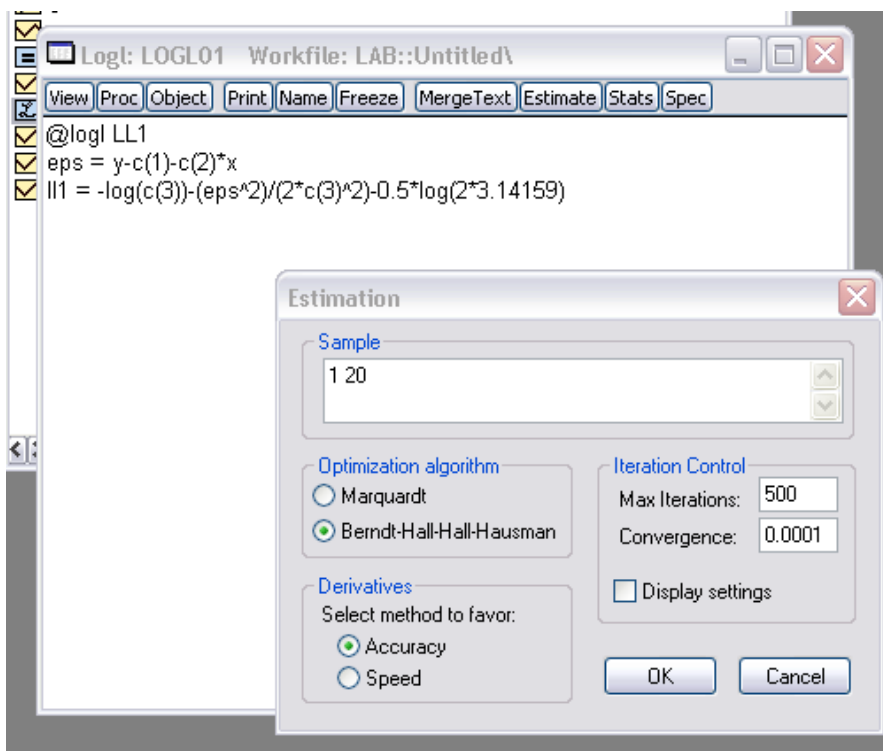 Logl: LOGL01 Workfile: LAB::Untitled\
View Proc Object Print Name Freeze MergeText Estimate Stats Spec
@logl LL1
eps = y-c(1)-c(2)*x
ll1 = -log(c(3))-(eps^2)/(2*c(3)^2)-0.5*log(2*3.14159)
Estimation
Sample
1 20
Optimization algorithm
Marquardt
Berndt-Hall-Hall-Hausman
Iteration Control
Max Iterations: 500
Convergence: 0.0001
Display settings
Derivatives
Select method to favor:
Accuracy
Speed
OK Cancel